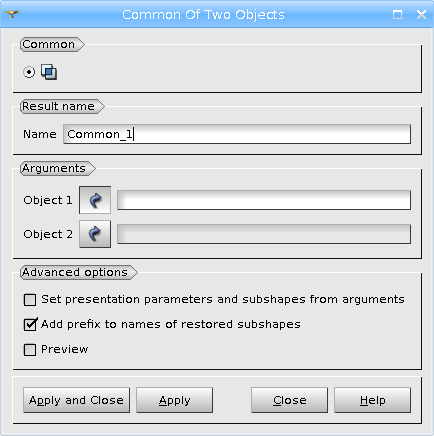 Common Of Two Objects
Common
Result name
Name Common_1
Arguments
Object 1
Object 2
Advanced options
Set presentation parameters and subshapes from arguments
Add prefix to names of restored subshapes
Preview
Apply and Close Apply Close Help